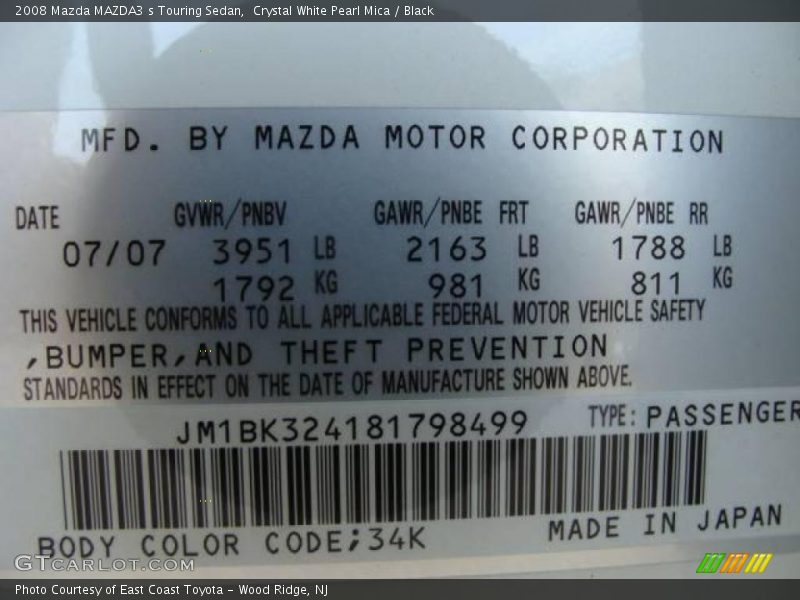 2008 Mazda MAZDA3 s Touring Sedan,  Crystal White Pearl Mica / Black
MFD. BY MAZDA MOTOR CORPORATION
DATE GVWR/PNBV GAWR/PNBE FRT GAWR/PNBE RR
07/07 3951 LB 2163 LB 1788 LB
1792 KG 981 KG 811 KG
THIS VEHICLE CONFORMS TO ALL APPLICABLE FEDERAL MOTOR VEHICLE SAFETY
,BUMPER,AND THEFT PREVENTION
STANDARDS IN EFFECT ON THE DATE OF MANUFACTURE SHOWN ABOVE.
JM1BK324181798499 TYPE: PASSENGER
BODY COLOR CODE;34K MADE IN JAPAN
GTCARLOT.COM
Photo Courtesy of East Coast Toyota – Wood Ridge, NJ